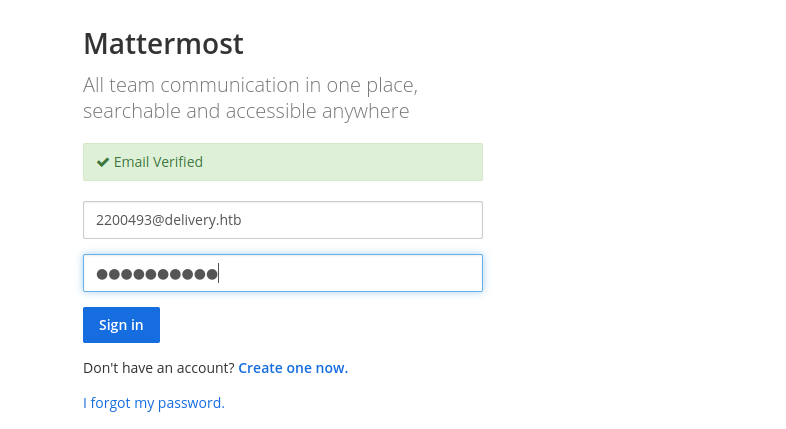 Mattermost
All team communication in one place,
searchable and accessible anywhere
✔ Email Verified
2200493@delivery.htb
●●●●●●●●●●
Sign in
Don't have an account? Create one now.
I forgot my password.